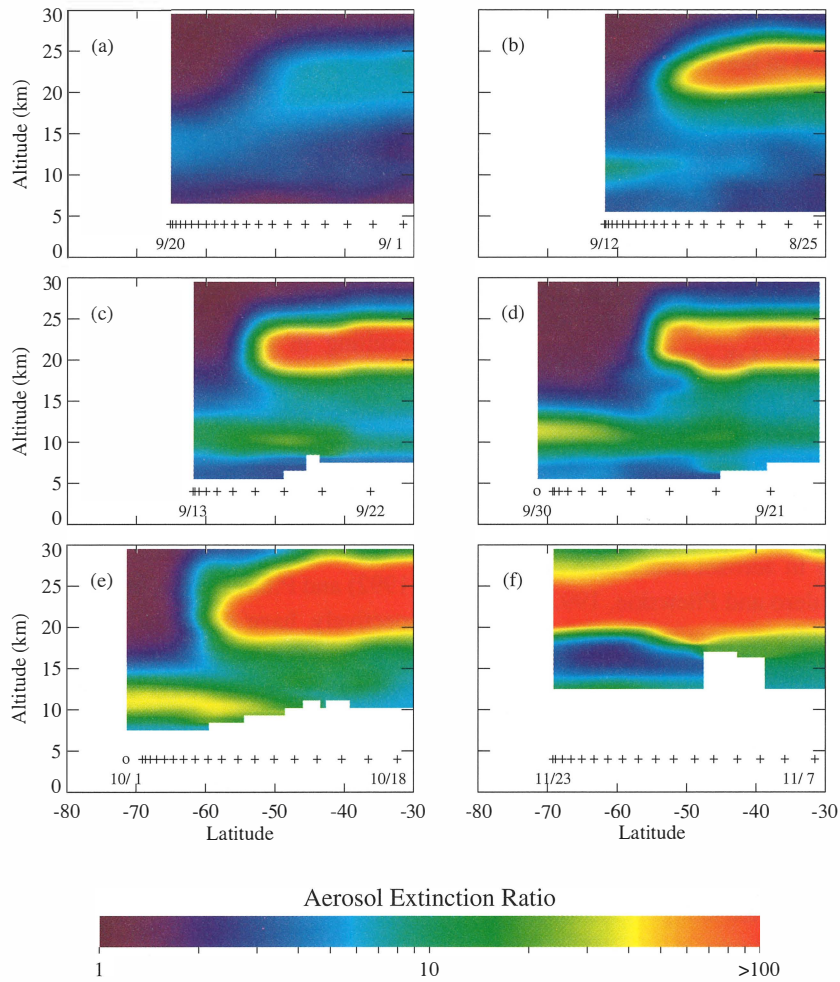 30 (a) 30 (b)
25
20
15
10
5
0
Altitude (km)
9/20 9/ 1 9/12 8/25
30 (c) (d)
25
20
15
10
5
0
Altitude (km)
9/13 9/22 9/30 9/21
30 (e) (f)
25
20
15
10
5
0
Altitude (km)
10/ 1 10/18 11/23 11/ 7
-80 -70 -60 -50 -40 -30 -80 -70 -60 -50 -40 -30
Latitude Latitude
Aerosol Extinction Ratio
1 10 >100